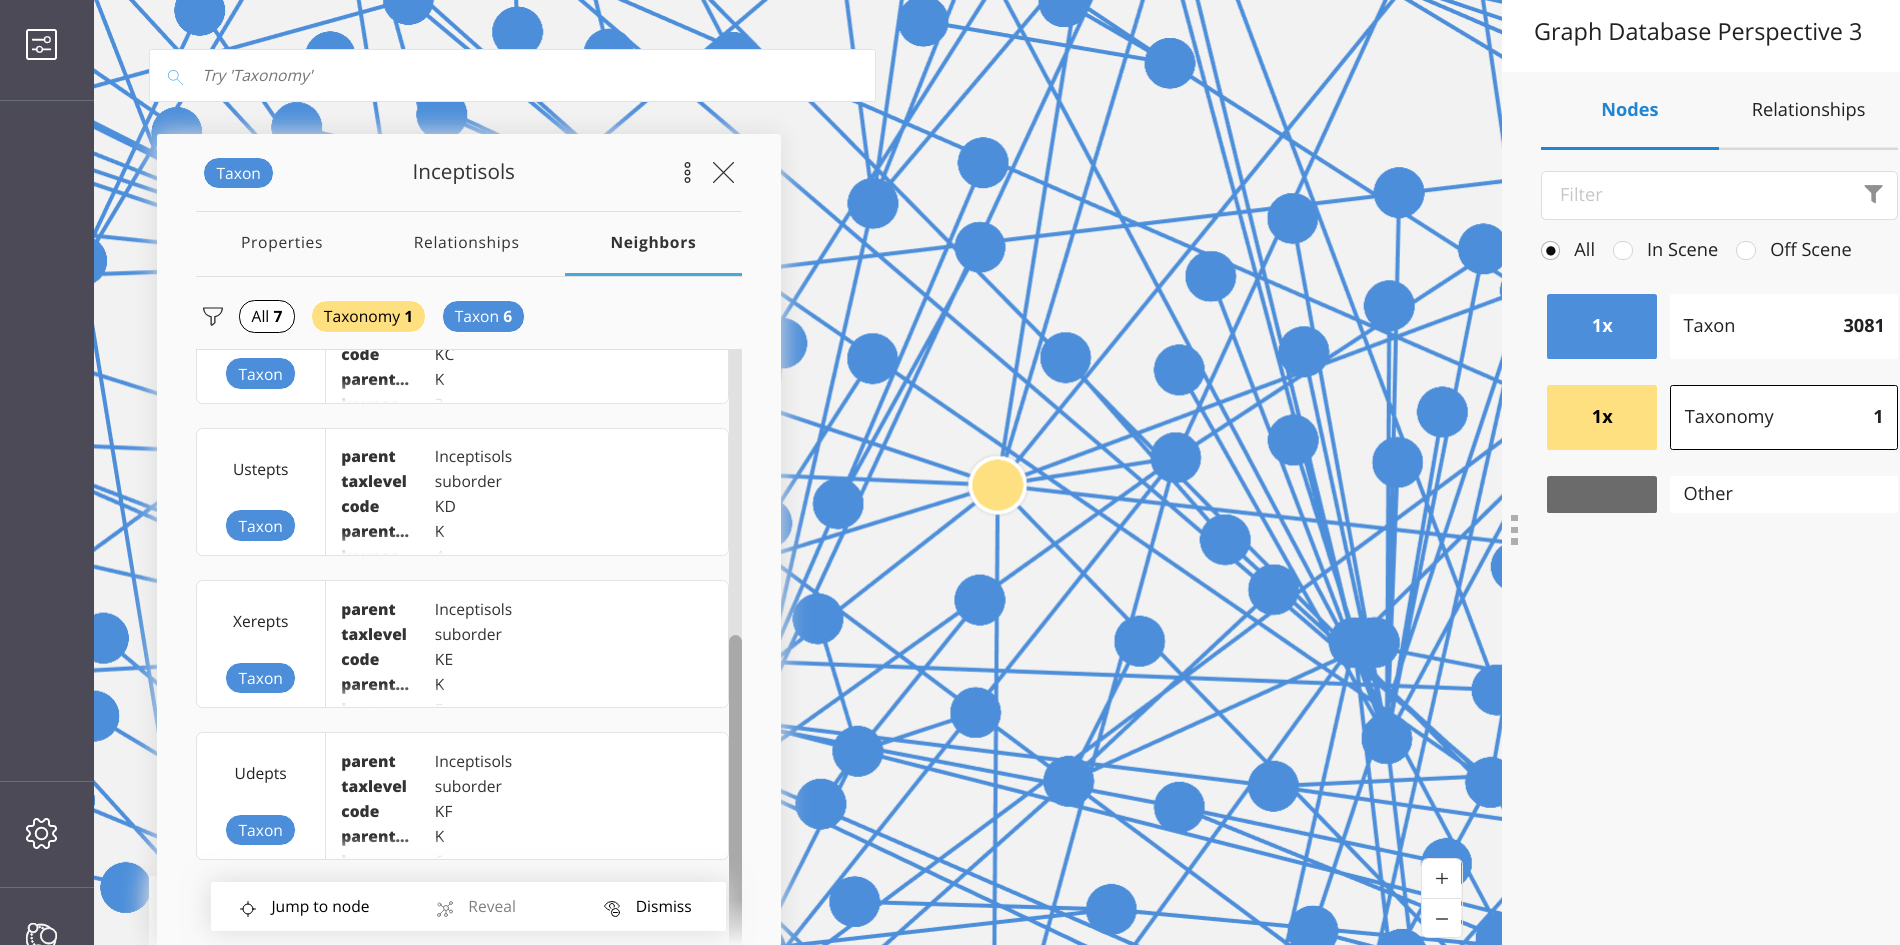 Try 'Taxonomy'
Taxon
Inceptisols
Properties Relationships Neighbors
All 7 Taxonomy 1 Taxon 6
Taxon
code KC
parent... K
Ustepts
Taxon
parent Inceptisols
taxlevel suborder
code KD
parent... K
Xerepts
Taxon
parent Inceptisols
taxlevel suborder
code KE
parent... K
Udepts
Taxon
parent Inceptisols
taxlevel suborder
code KF
parent... K
Jump to node Reveal Dismiss
+
−
Graph Database Perspective 3
Nodes Relationships
Filter
All In Scene Off Scene
1x Taxon 3081
1x Taxonomy 1
Other